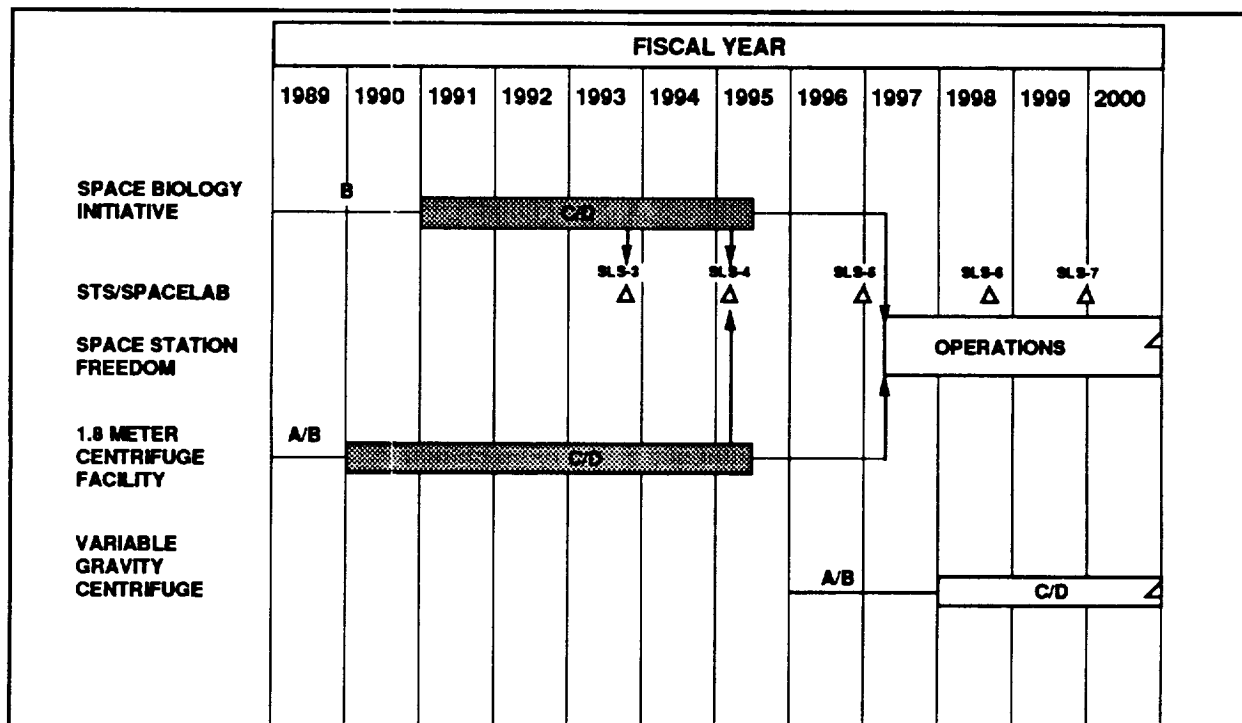 FISCAL YEAR
1989 1990 1991 1992 1993 1994 1995 1996 1997 1998 1999 2000
SPACE BIOLOGY
INITIATIVE
B
C/D
STS/SPACELAB
SLS-3 SLS-4 SLS-5 SLS-6 SLS-7
SPACE STATION
FREEDOM
OPERATIONS
1.8 METER
CENTRIFUGE
FACILITY
A/B
C/D
VARIABLE
GRAVITY
CENTRIFUGE
A/B
C/D